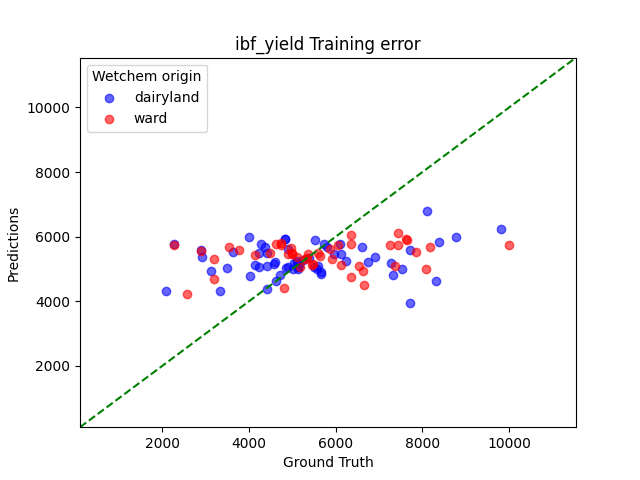 ibf_yield Training error
Wetchem origin
dairyland
ward
Predictions
10000
8000
6000
4000
2000
2000 4000 6000 8000 10000
Ground Truth